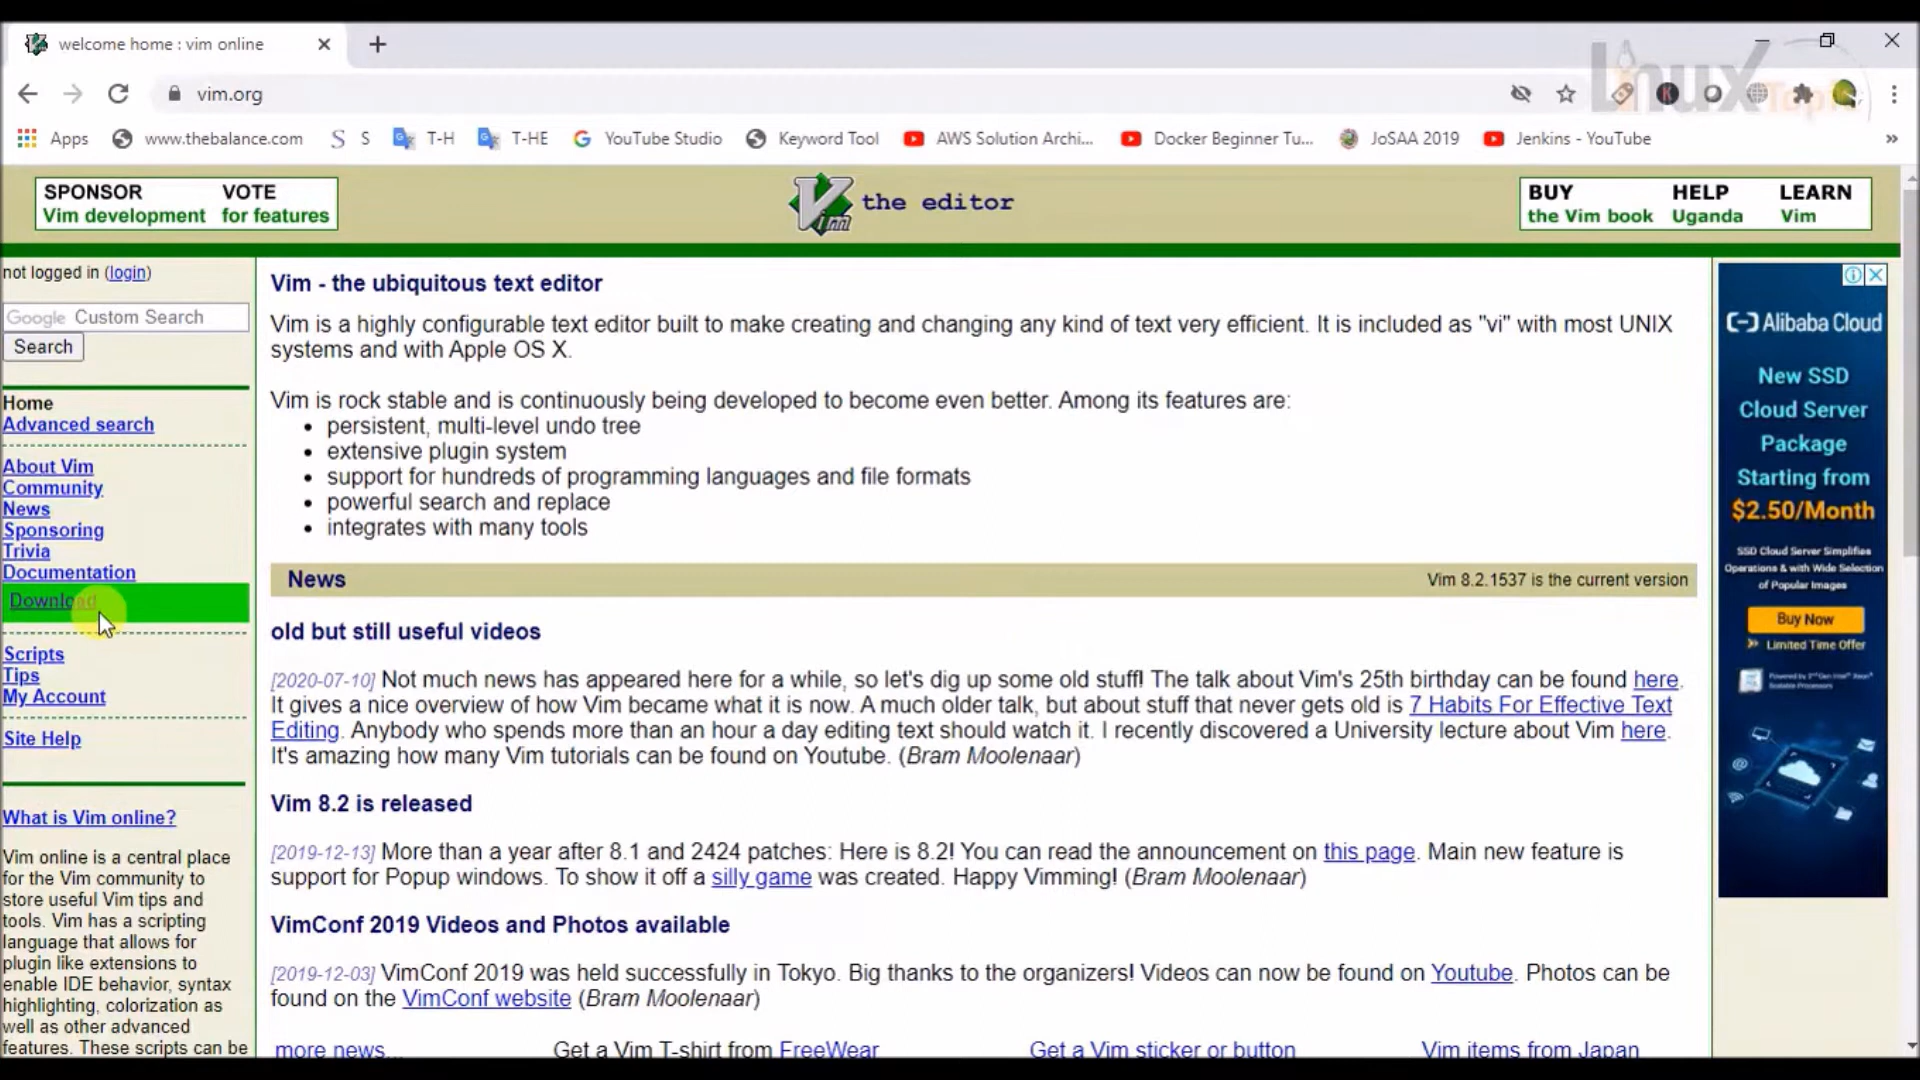 welcome home : vim online
LinuxTopic
vim.org
Apps
www.thebalance.com
S
T-H
T-HE
YouTube Studio
Keyword Tool
AWS Solution Archi...
Docker Beginner Tu...
JoSAA 2019
Jenkins - YouTube
»
SPONSOR VOTE
Vim development for features
Vim the editor
BUY HELP LEARN
the Vim book Uganda Vim
not logged in (login)
Google Custom Search
Search
Home
Advanced search
About Vim
Community
News
Sponsoring
Trivia
Documentation
Download
Scripts
Tips
My Account
Site Help
What is Vim online?
Vim online is a central place
for the Vim community to
store useful Vim tips and
tools. Vim has a scripting
language that allows for
plugin like extensions to
enable IDE behavior, syntax
highlighting, colorization as
well as other advanced
features. These scripts can be
Vim - the ubiquitous text editor
Vim is a highly configurable text editor built to make creating and changing any kind of text very efficient. It is included as "vi" with most UNIX
systems and with Apple OS X.
Vim is rock stable and is continuously being developed to become even better. Among its features are:
• persistent, multi-level undo tree
• extensive plugin system
• support for hundreds of programming languages and file formats
• powerful search and replace
• integrates with many tools
News Vim 8.2.1537 is the current version
old but still useful videos
[2020-07-10] Not much news has appeared here for a while, so let's dig up some old stuff! The talk about Vim's 25th birthday can be found here.
It gives a nice overview of how Vim became what it is now. A much older talk, but about stuff that never gets old is 7 Habits For Effective Text
Editing. Anybody who spends more than an hour a day editing text should watch it. I recently discovered a University lecture about Vim here.
It's amazing how many Vim tutorials can be found on Youtube. (Bram Moolenaar)
Vim 8.2 is released
[2019-12-13] More than a year after 8.1 and 2424 patches: Here is 8.2! You can read the announcement on this page. Main new feature is
support for Popup windows. To show it off a silly game was created. Happy Vimming! (Bram Moolenaar)
VimConf 2019 Videos and Photos available
[2019-12-03] VimConf 2019 was held successfully in Tokyo. Big thanks to the organizers! Videos can now be found on Youtube. Photos can be
found on the VimConf website (Bram Moolenaar)
more news... Get a Vim T-shirt from FreeWear Get a Vim sticker or button Vim items from Japan
Alibaba Cloud
New SSD
Cloud Server
Package
Starting from
$2.50/Month
SSD Cloud Server Simplifies
Operations & with Wide Selection
of Popular Images
Buy Now
» Limited Time Offer